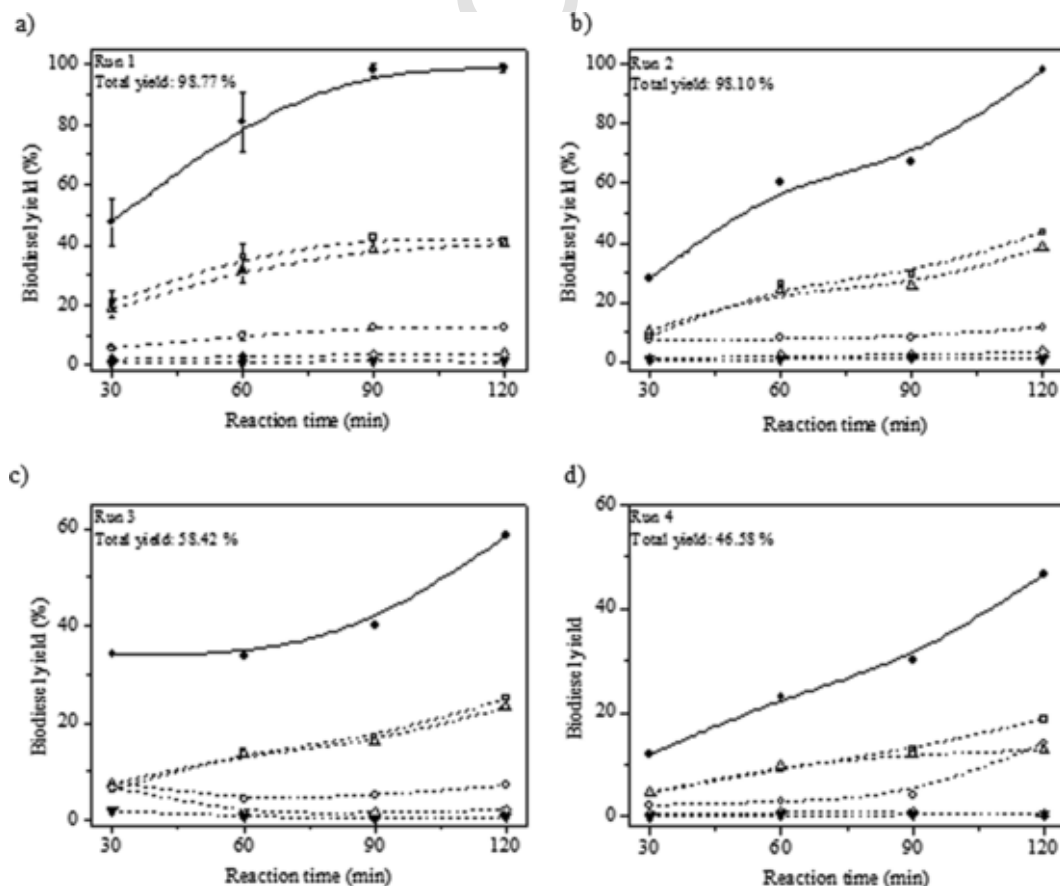 a)
Run 1
Total yield: 98.77 %
100
80
60
40
20
0
Biodiesel yield (%)
30 60 90 120
Reaction time (min)
b)
Run 2
Total yield: 98.10 %
100
80
60
40
20
0
Biodiesel yield (%)
30 60 90 120
Reaction time (min)
c)
Run 3
Total yield: 58.42 %
60
40
20
0
Biodiesel yield (%)
30 60 90 120
Reaction time (min)
d)
Run 4
Total yield: 46.58 %
60
40
20
0
Biodiesel yield
30 60 90 120
Reaction time (min)